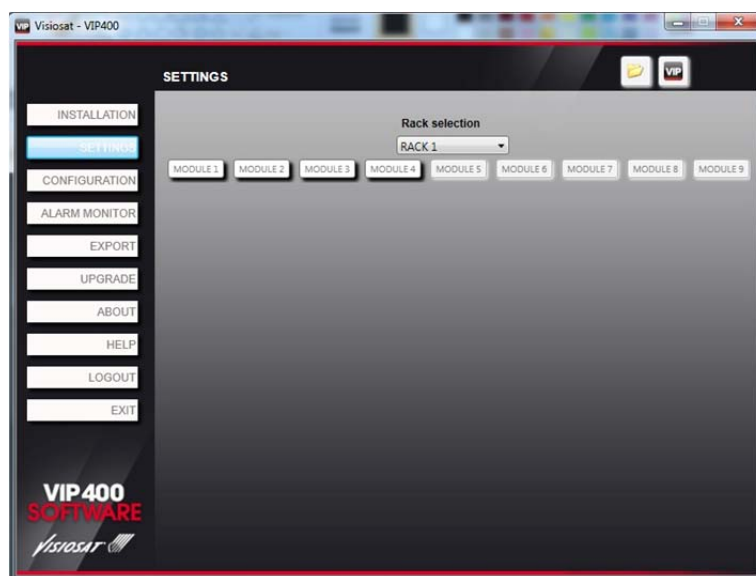 Visiosat - VIP400
SETTINGS
VIP
INSTALLATION
SETTINGS
CONFIGURATION
ALARM MONITOR
EXPORT
UPGRADE
ABOUT
HELP
LOGOUT
EXIT
Rack selection
RACK 1
MODULE 1 MODULE 2 MODULE 3 MODULE 4 MODULE 5 MODULE 6 MODULE 7 MODULE 8 MODULE 9
VIP400
SOFTWARE
VISIOSAT